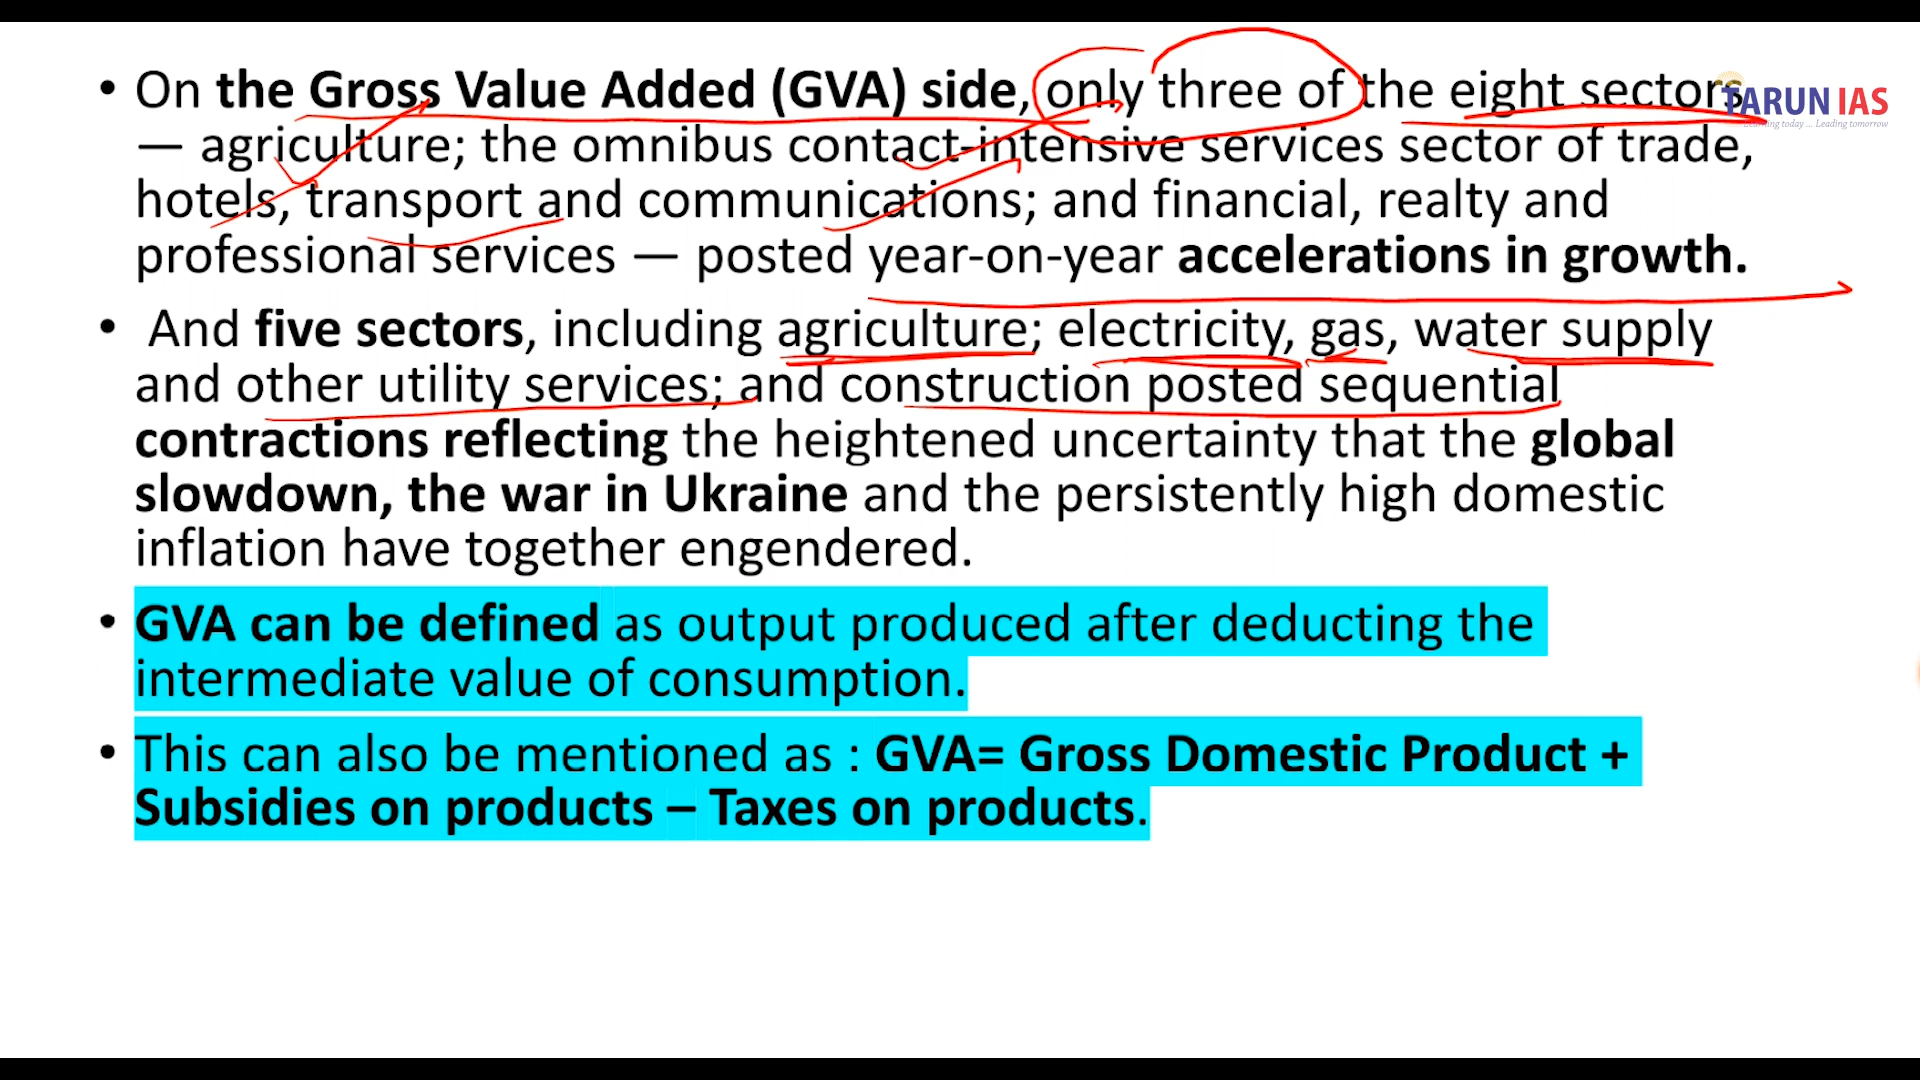 • On the Gross Value Added (GVA) side, only three of the eight sectors
TARUN IAS
Learning today ... Leading tomorrow
— agriculture; the omnibus contact-intensive services sector of trade,
hotels, transport and communications; and financial, realty and
professional services — posted year-on-year accelerations in growth.
• And five sectors, including agriculture; electricity, gas, water supply
and other utility services; and construction posted sequential
contractions reflecting the heightened uncertainty that the global
slowdown, the war in Ukraine and the persistently high domestic
inflation have together engendered.
• GVA can be defined as output produced after deducting the
intermediate value of consumption.
• This can also be mentioned as : GVA= Gross Domestic Product +
Subsidies on products – Taxes on products.